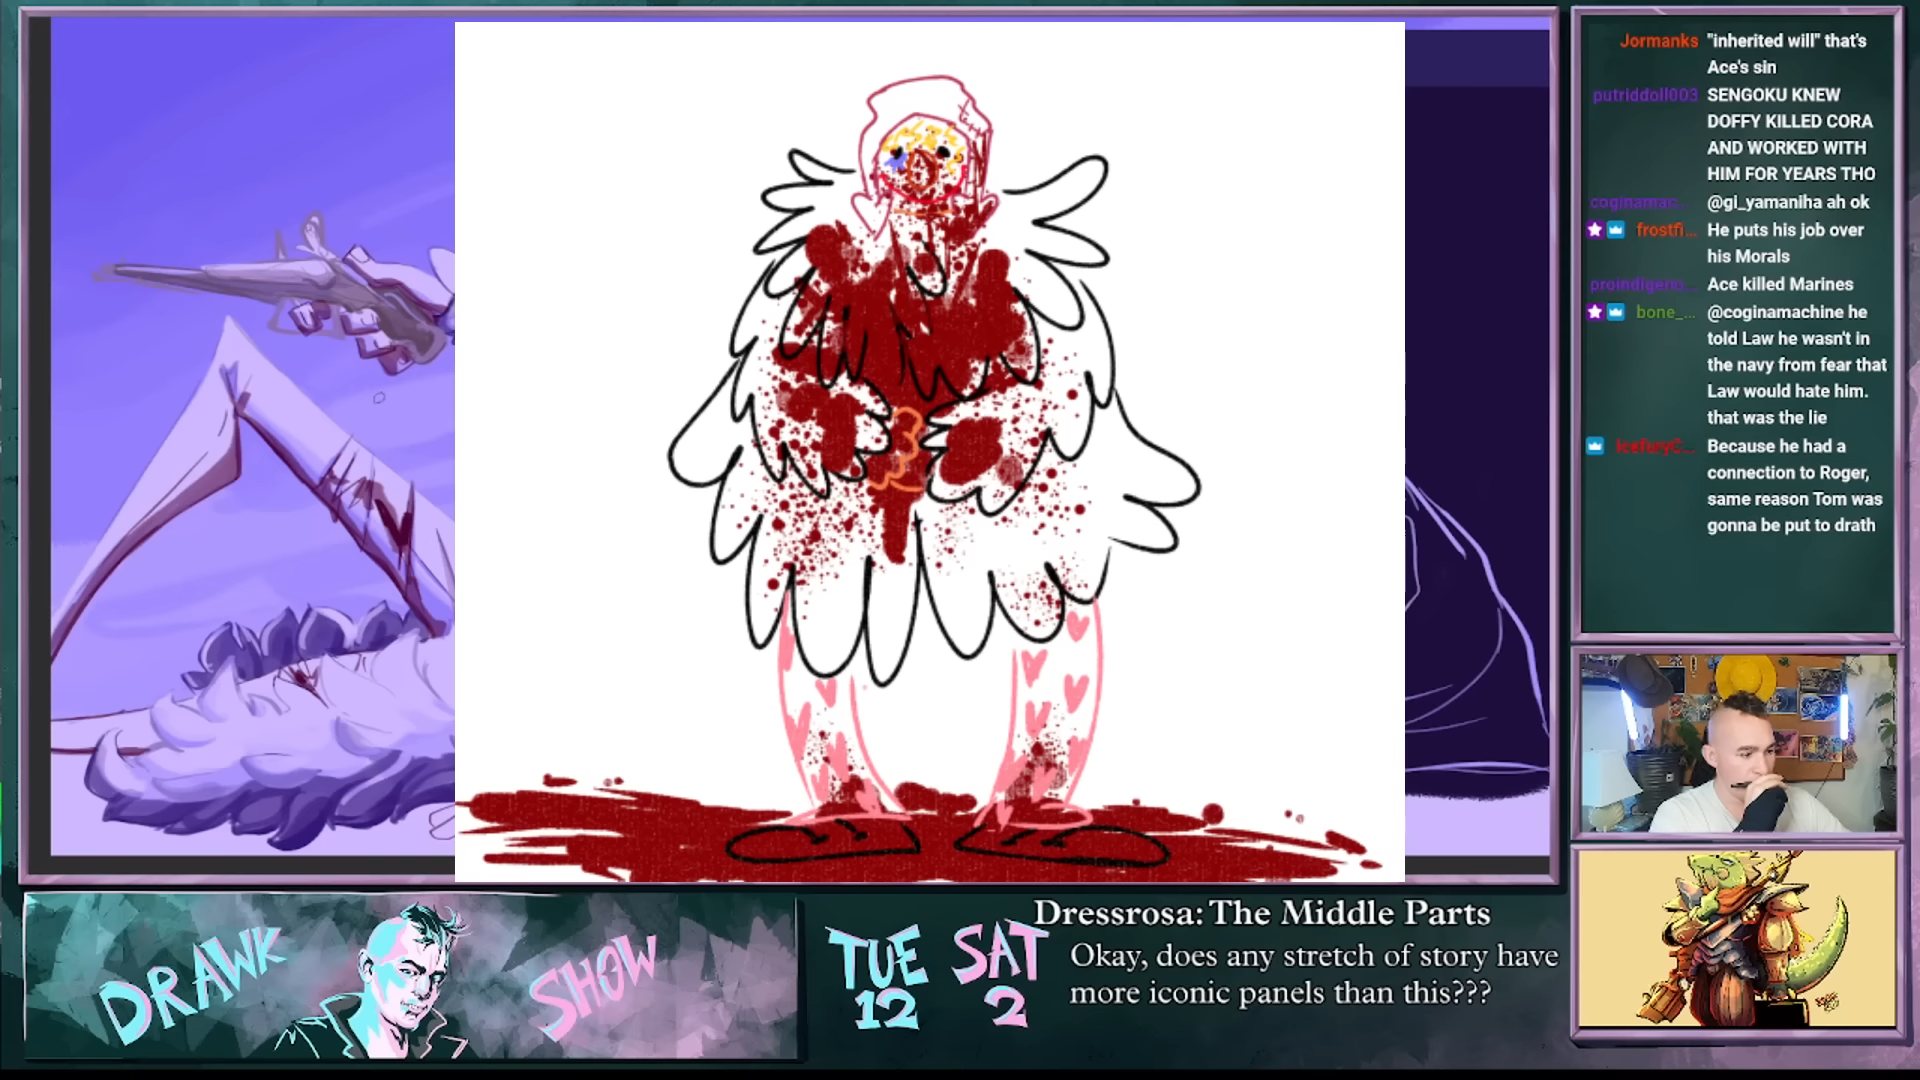 Jormanks "inherited will" that's
Ace's sin
putriddoll003 SENGOKU KNEW
DOFFY KILLED CORA
AND WORKED WITH
HIM FOR YEARS THO
coginamac... @gi_yamaniha ah ok
frostfi... He puts his job over
his Morals
proindigeno... Ace killed Marines
bone_... @coginamachine he
told Law he wasn't in
the navy from fear that
Law would hate him.
that was the lie
Because he had a
connection to Roger,
same reason Tom was
gonna be put to drath
DRAWK
SHOW
TUE
12
SAT
2
Dressrosa: The Middle Parts
Okay, does any stretch of story have
more iconic panels than this???